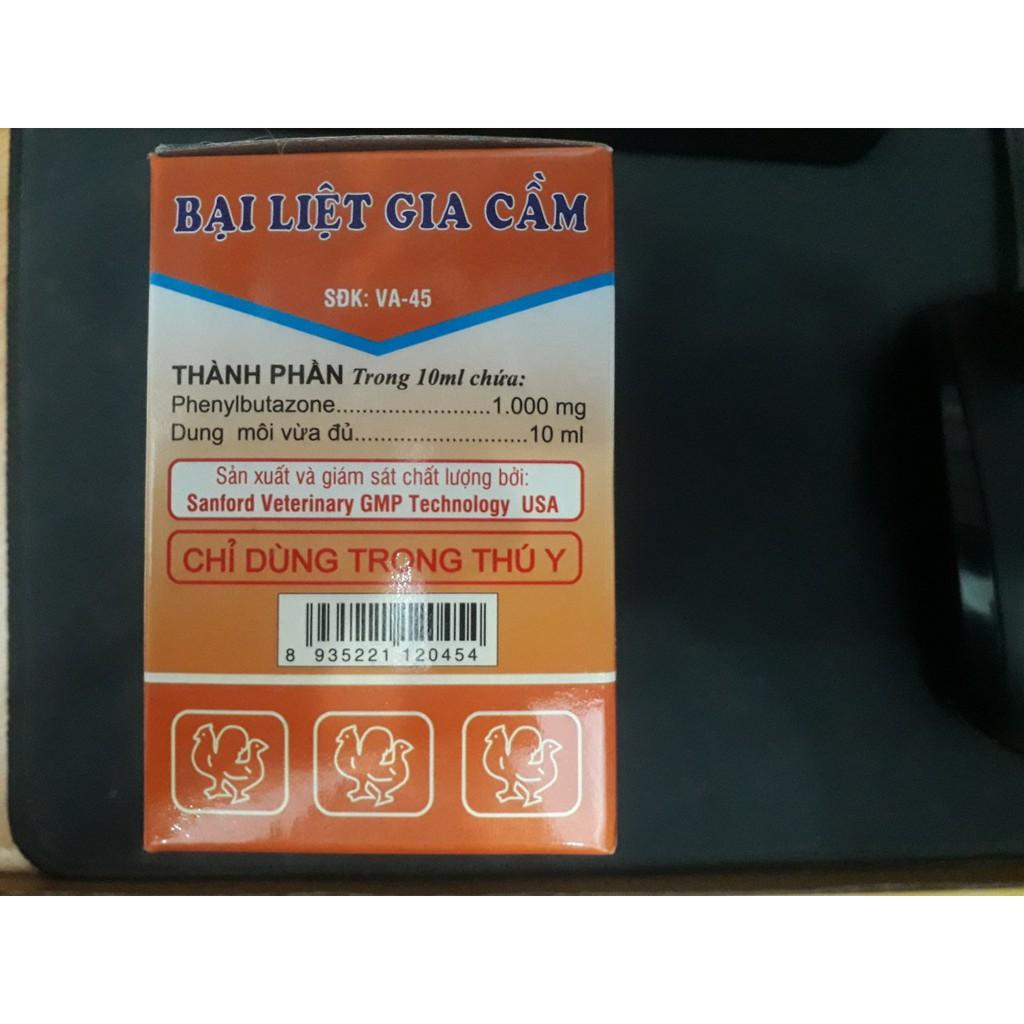 BẠI LIỆT GIA CẦM
SĐK: VA-45
THÀNH PHẦN Trong 10ml chứa:
Phenylbutazone........................1.000 mg
Dung môi vừa đủ..........................10 ml
Sản xuất và giám sát chất lượng bởi:
Sanford Veterinary GMP Technology USA
CHỈ DÙNG TRONG THÚ Y
8 935221 120454